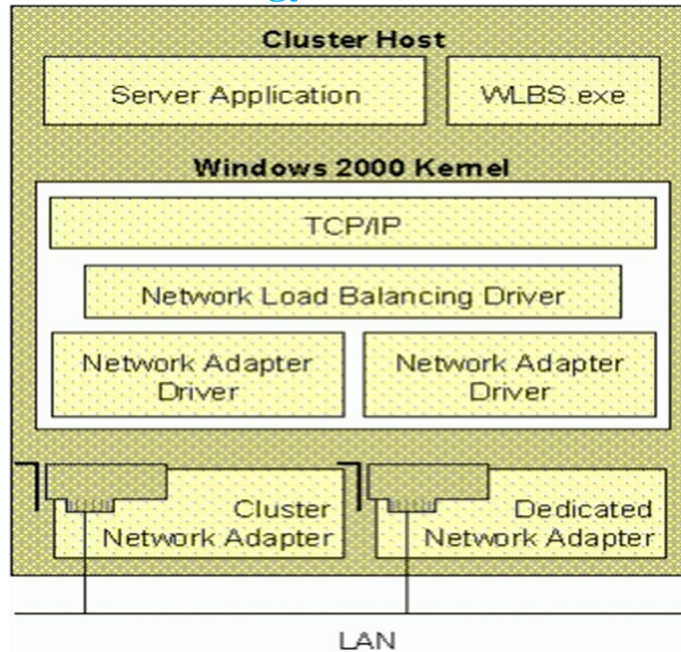 Cluster Host
Server Application
WLBS.exe
Windows 2000 Kernel
TCP/IP
Network Load Balancing Driver
Network Adapter
Driver
Network Adapter
Driver
Cluster
Network Adapter
Dedicated
Network Adapter
LAN